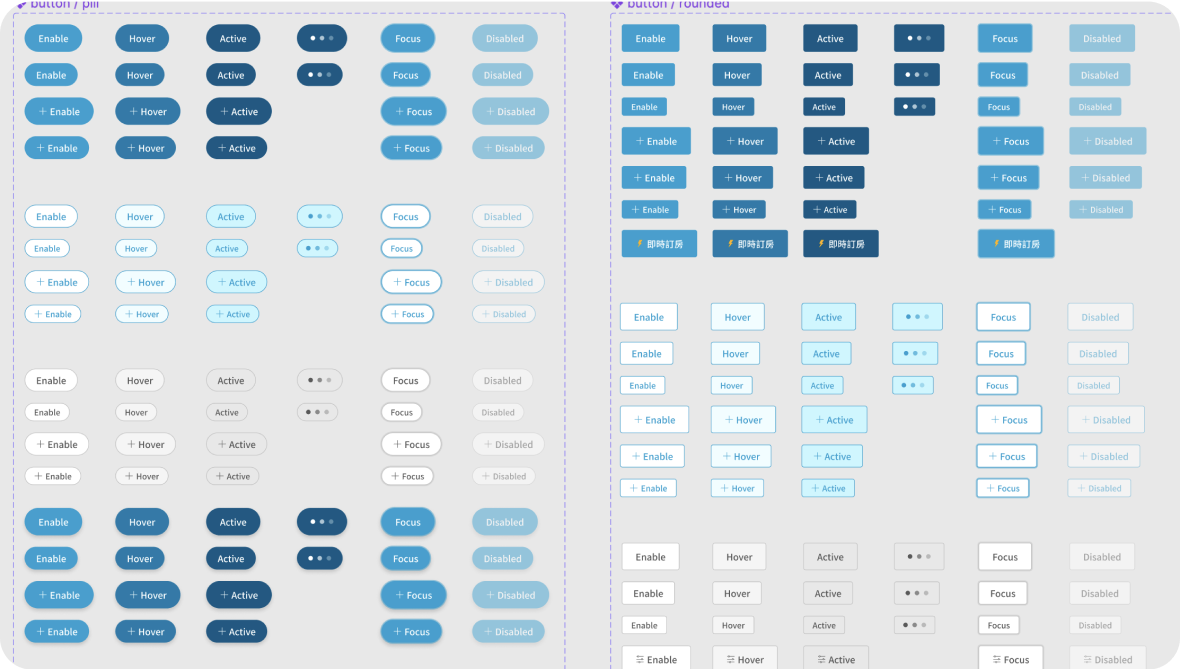 button / pill
Enable Hover Active Focus Disabled
Enable Hover Active Focus Disabled
+ Enable + Hover + Active + Focus + Disabled
+ Enable + Hover + Active + Focus + Disabled
Enable Hover Active Focus Disabled
Enable Hover Active Focus Disabled
+ Enable + Hover + Active + Focus + Disabled
+ Enable + Hover + Active + Focus + Disabled
Enable Hover Active Focus Disabled
Enable Hover Active Focus Disabled
+ Enable + Hover + Active + Focus + Disabled
+ Enable + Hover + Active + Focus + Disabled
Enable Hover Active Focus Disabled
Enable Hover Active Focus Disabled
+ Enable + Hover + Active + Focus + Disabled
+ Enable + Hover + Active + Focus + Disabled
button / rounded
Enable Hover Active Focus Disabled
Enable Hover Active Focus Disabled
Enable Hover Active Focus Disabled
+ Enable + Hover + Active + Focus + Disabled
+ Enable + Hover + Active + Focus + Disabled
+ Enable + Hover + Active + Focus + Disabled
即時訂房 即時訂房 即時訂房 即時訂房
Enable Hover Active Focus Disabled
Enable Hover Active Focus Disabled
Enable Hover Active Focus Disabled
+ Enable + Hover + Active + Focus + Disabled
+ Enable + Hover + Active + Focus + Disabled
+ Enable + Hover + Active + Focus + Disabled
Enable Hover Active Focus Disabled
Enable Hover Active Focus Disabled
Enable Hover Active Focus Disabled
Enable Hover Active Focus Disabled